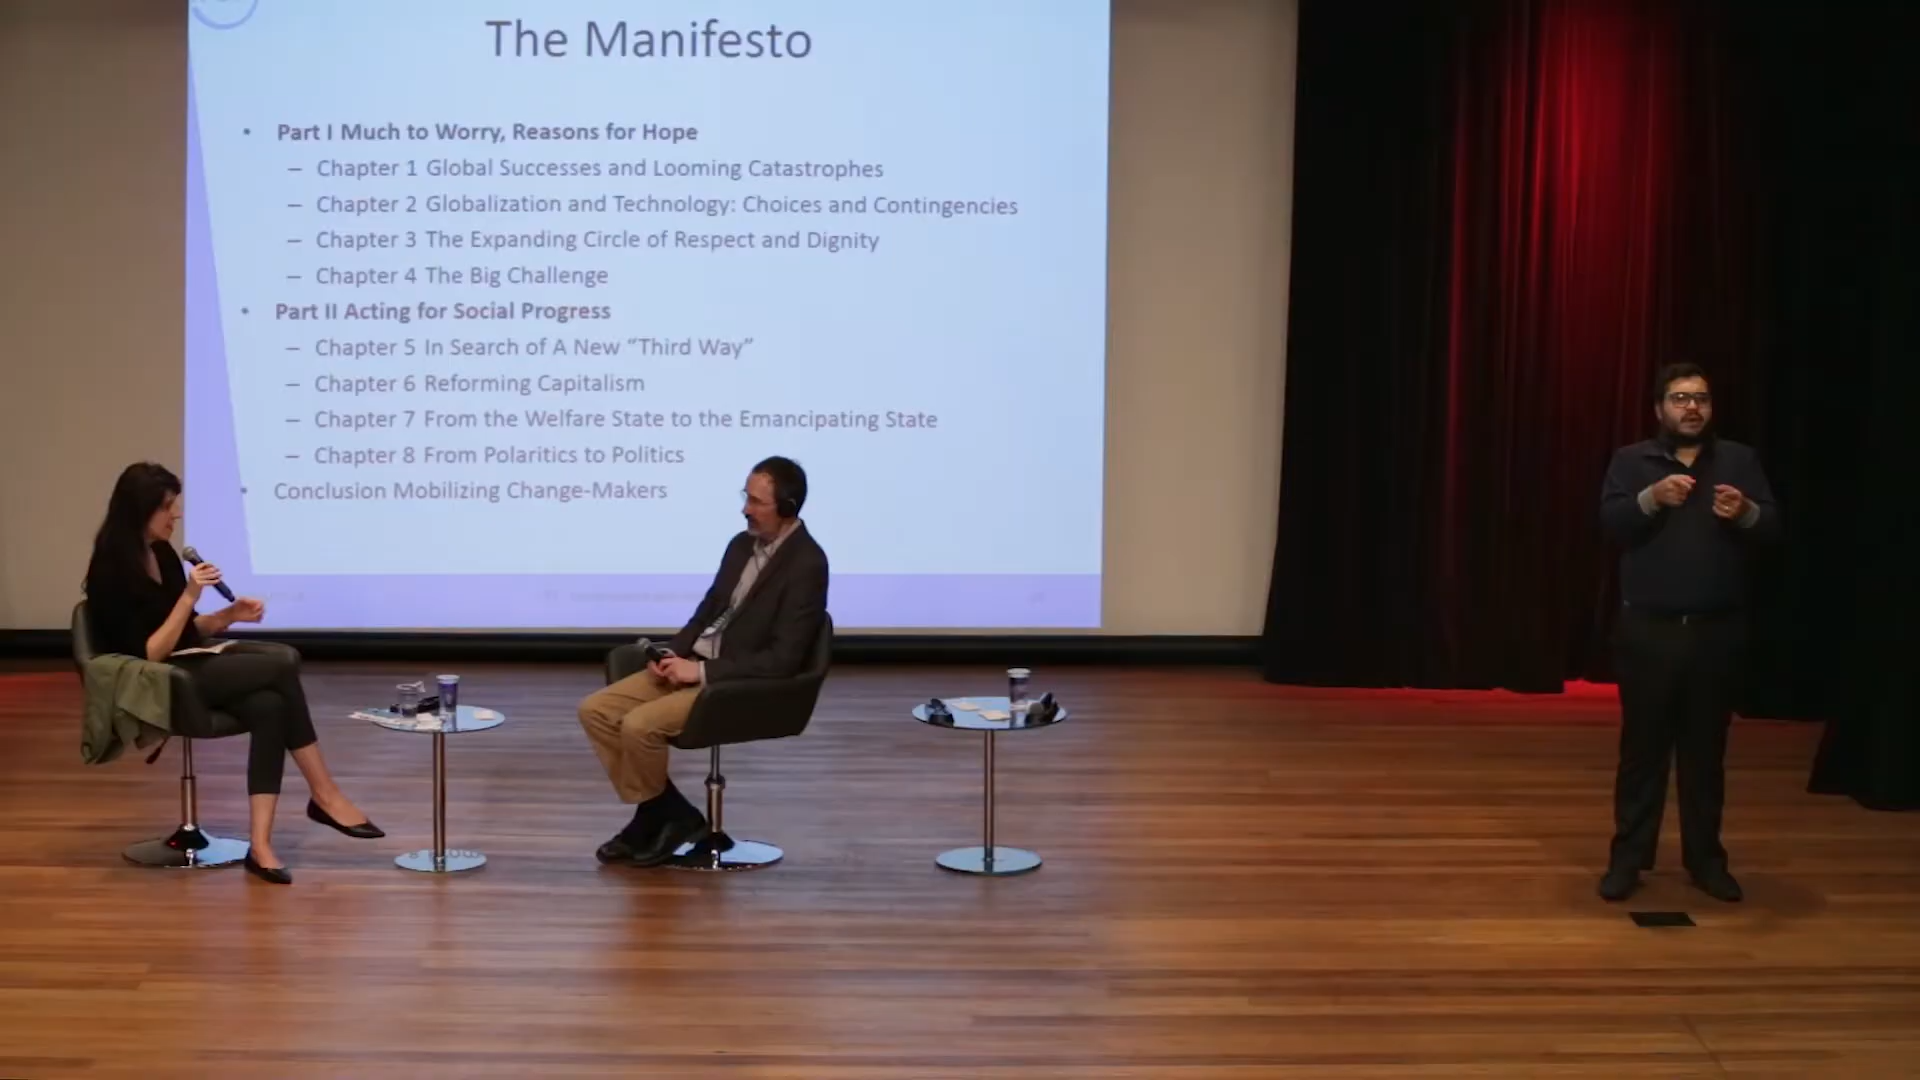 The Manifesto
• Part I Much to Worry, Reasons for Hope
– Chapter 1 Global Successes and Looming Catastrophes
– Chapter 2 Globalization and Technology: Choices and Contingencies
– Chapter 3 The Expanding Circle of Respect and Dignity
– Chapter 4 The Big Challenge
• Part II Acting for Social Progress
– Chapter 5 In Search of A New “Third Way”
– Chapter 6 Reforming Capitalism
– Chapter 7 From the Welfare State to the Emancipating State
– Chapter 8 From Polaritics to Politics
• Conclusion Mobilizing Change-Makers